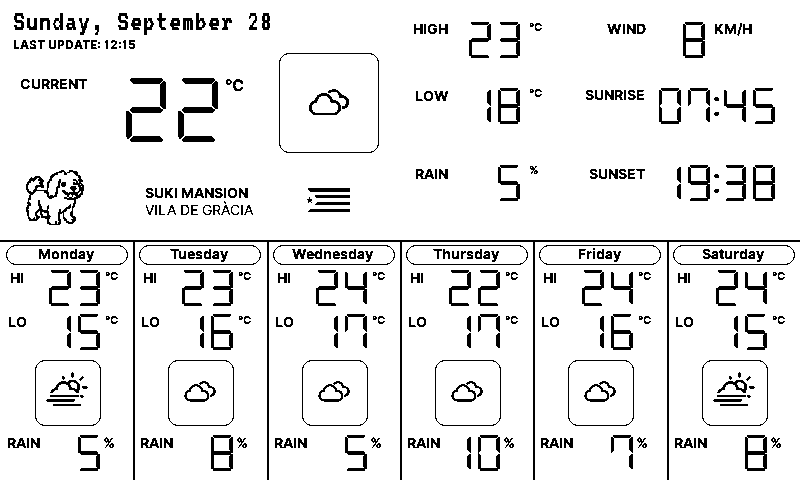 Sunday, September 28
LAST UPDATE: 12:15
CURRENT 22 °C
HIGH 23 °C
WIND 8 KM/H
LOW 18 °C
SUNRISE 07:45
RAIN 5 %
SUNSET 19:38
SUKI MANSION
VILA DE GRÀCIA
Monday
HI 23 °C
LO 15 °C
RAIN 5 %
Tuesday
HI 23 °C
LO 16 °C
RAIN 8 %
Wednesday
HI 24 °C
LO 17 °C
RAIN 5 %
Thursday
HI 22 °C
LO 17 °C
RAIN 10 %
Friday
HI 24 °C
LO 16 °C
RAIN 7 %
Saturday
HI 24 °C
LO 15 °C
RAIN 8 %